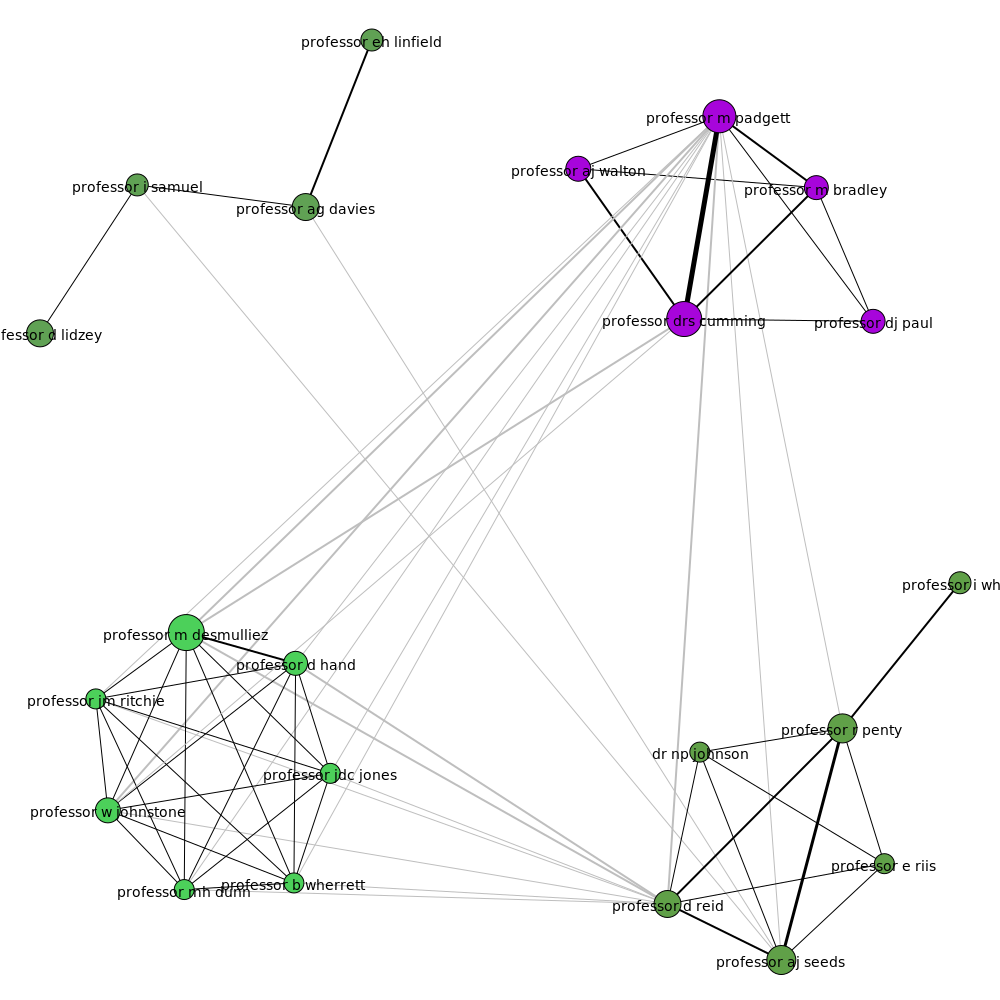 professor eh linfield
professor m padgett
professor aj walton
professor i samuel
professor m bradley
professor ag davies
professor drs cumming
professor dj paul
fessor d lidzey
professor i wh
professor m desmulliez
professor d hand
professor jm ritchie
professor r penty
dr np johnson
professor jdc jones
professor w johnstone
professor e riis
professor b wherrett
professor mh dunn
professor d reid
professor aj seeds